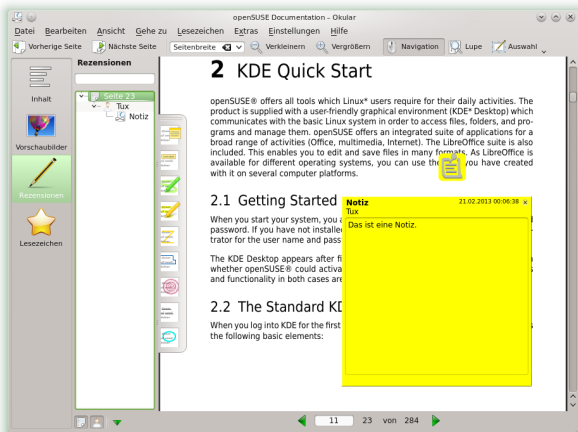 openSUSE Documentation – Okular
Datei Bearbeiten Ansicht Gehe zu Lesezeichen Extras Einstellungen Hilfe
Vorherige Seite Nächste Seite Seitenbreite Verkleinern Vergrößern Navigation Lupe Auswahl
Inhalt
Vorschaubilder
Rezensionen
Lesezeichen
Rezensionen
Seite 23
Tux
Notiz
2 KDE Quick Start
openSUSE® offers all tools which Linux* users require for their daily activities. The
product is supplied with a user-friendly graphical environment (KDE* Desktop) which
communicates with the basic Linux system in order to access files, folders, and pro-
grams and manage them. openSUSE offers an integrated suite of applications for a
broad range of activities (Office, multimedia, Internet). The LibreOffice suite is also
included. This enables you to edit and save files in many formats. As LibreOffice is
available for different operating systems, you can use the you have created
with it on several computer platforms.
2.1 Getting Started
When you start your system, you
password. If you have not
trator for the user name and
The KDE Desktop appears after
whether openSUSE® could
and functionality in both cases
2.2 The Standard
When you log into KDE for the first
the following basic elements:
Notiz 21.02.2013 00:06:38
Tux
Das ist eine Notiz.
11 23 von 284